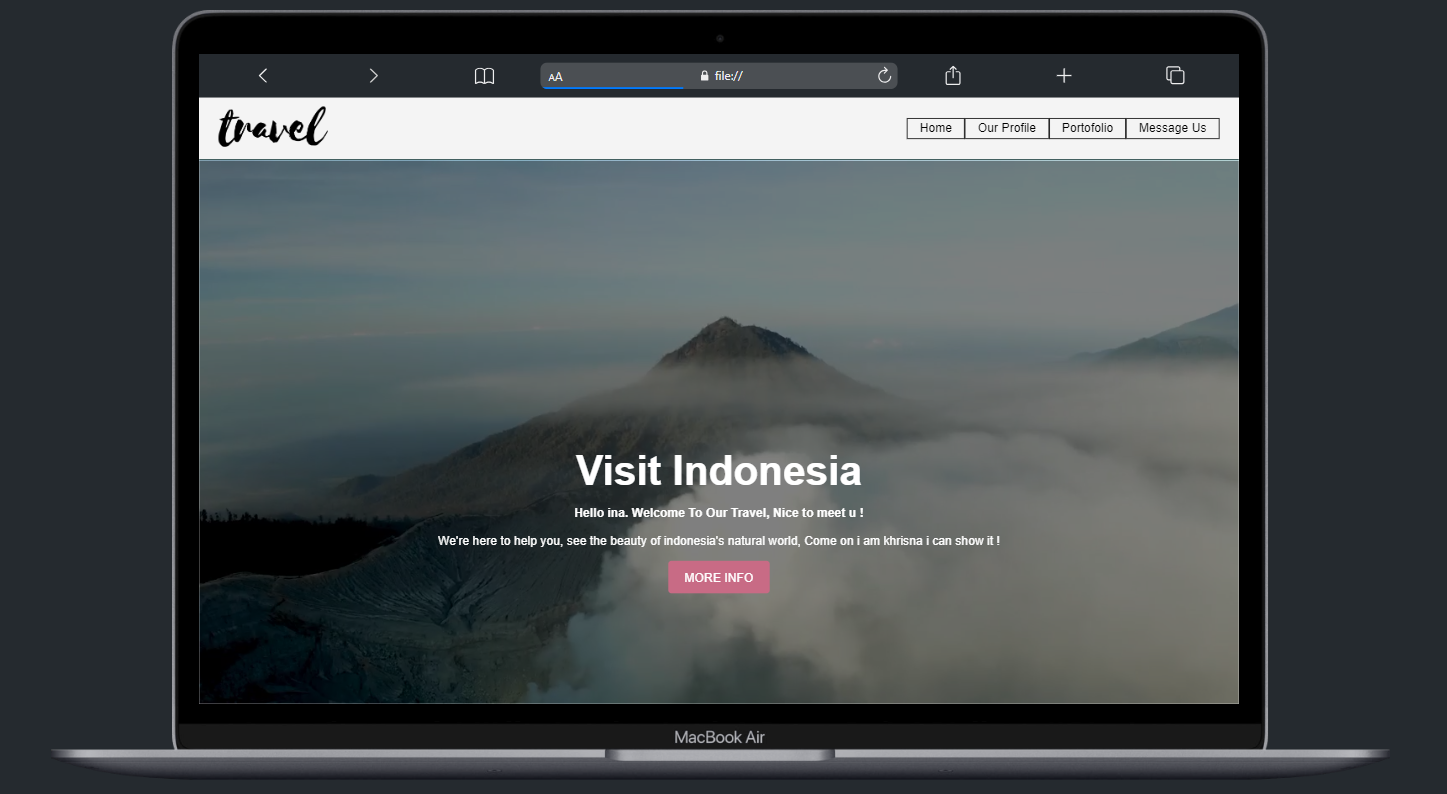 AA file://
travel
Home Our Profile Portofolio Message Us
Visit Indonesia
Hello ina. Welcome To Our Travel, Nice to meet u !
We're here to help you, see the beauty of indonesia's natural world, Come on i am khrisna i can show it !
MORE INFO
MacBook Air